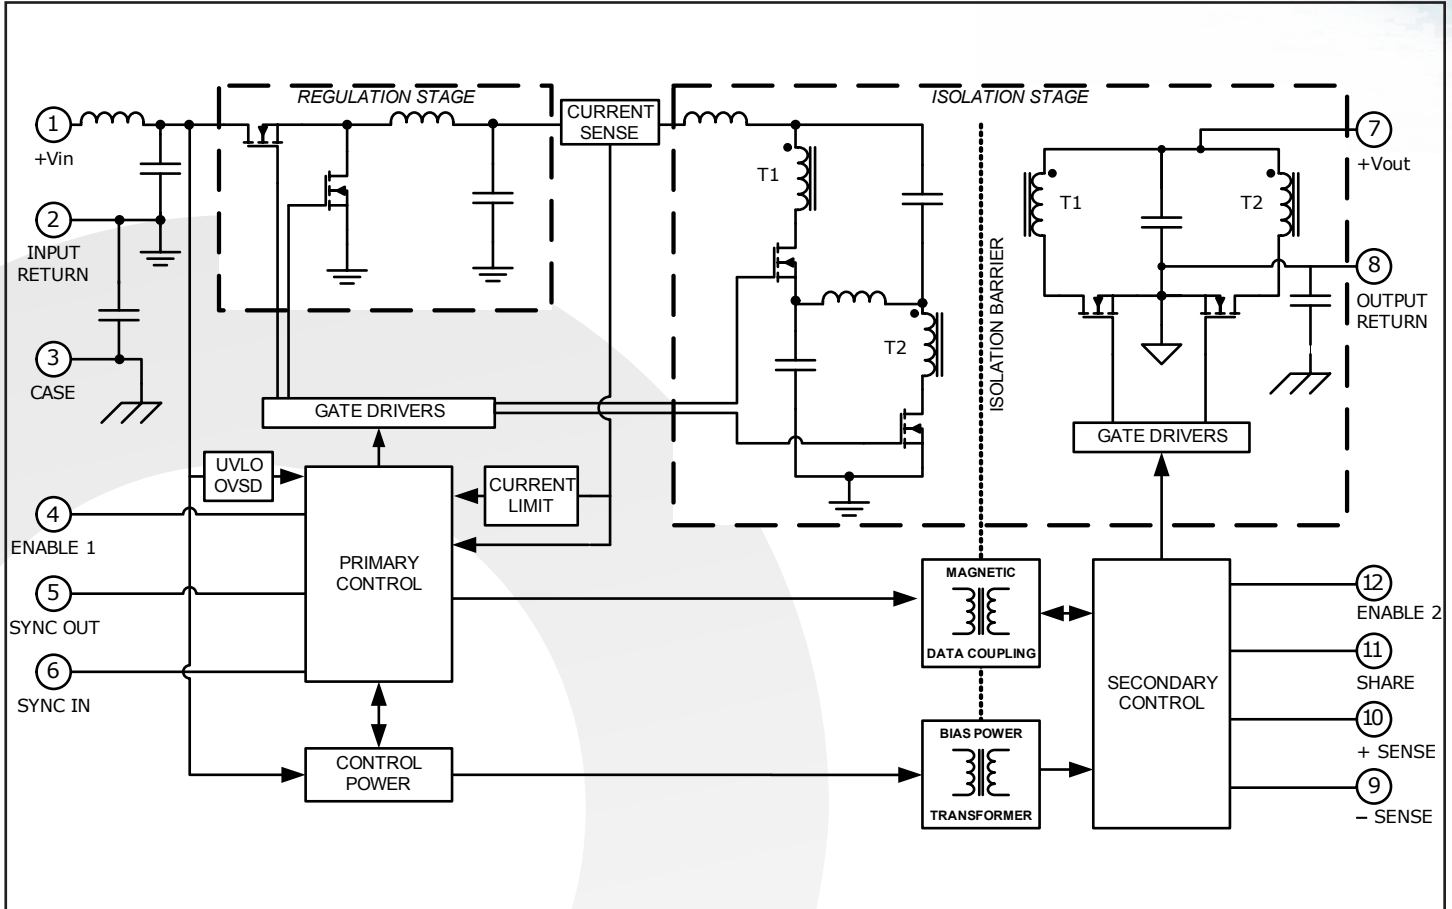 REGULATION STAGE
ISOLATION STAGE
1
+Vin
CURRENT
SENSE
7
+Vout
T1
T1
T2
2
INPUT
RETURN
ISOLATION BARRIER
8
OUTPUT
RETURN
3
CASE
T2
GATE DRIVERS
GATE DRIVERS
UVLO
OVSD
CURRENT
LIMIT
4
ENABLE 1
PRIMARY
CONTROL
5
SYNC OUT
6
SYNC IN
MAGNETIC
DATA COUPLING
12
ENABLE 2
11
SHARE
SECONDARY
CONTROL
10
+ SENSE
CONTROL
POWER
BIAS POWER
TRANSFORMER
9
– SENSE